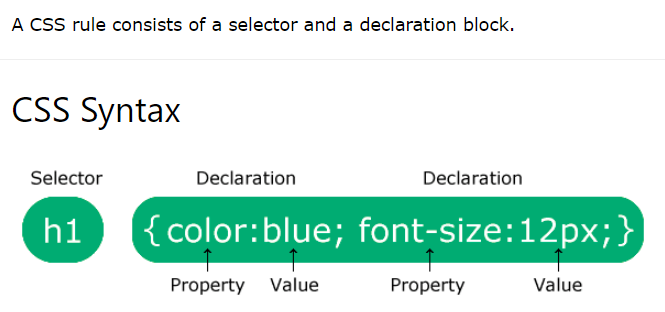 A CSS rule consists of a selector and a declaration block.
CSS Syntax
Selector Declaration Declaration
h1 {color:blue; font-size:12px;}
Property Value Property Value